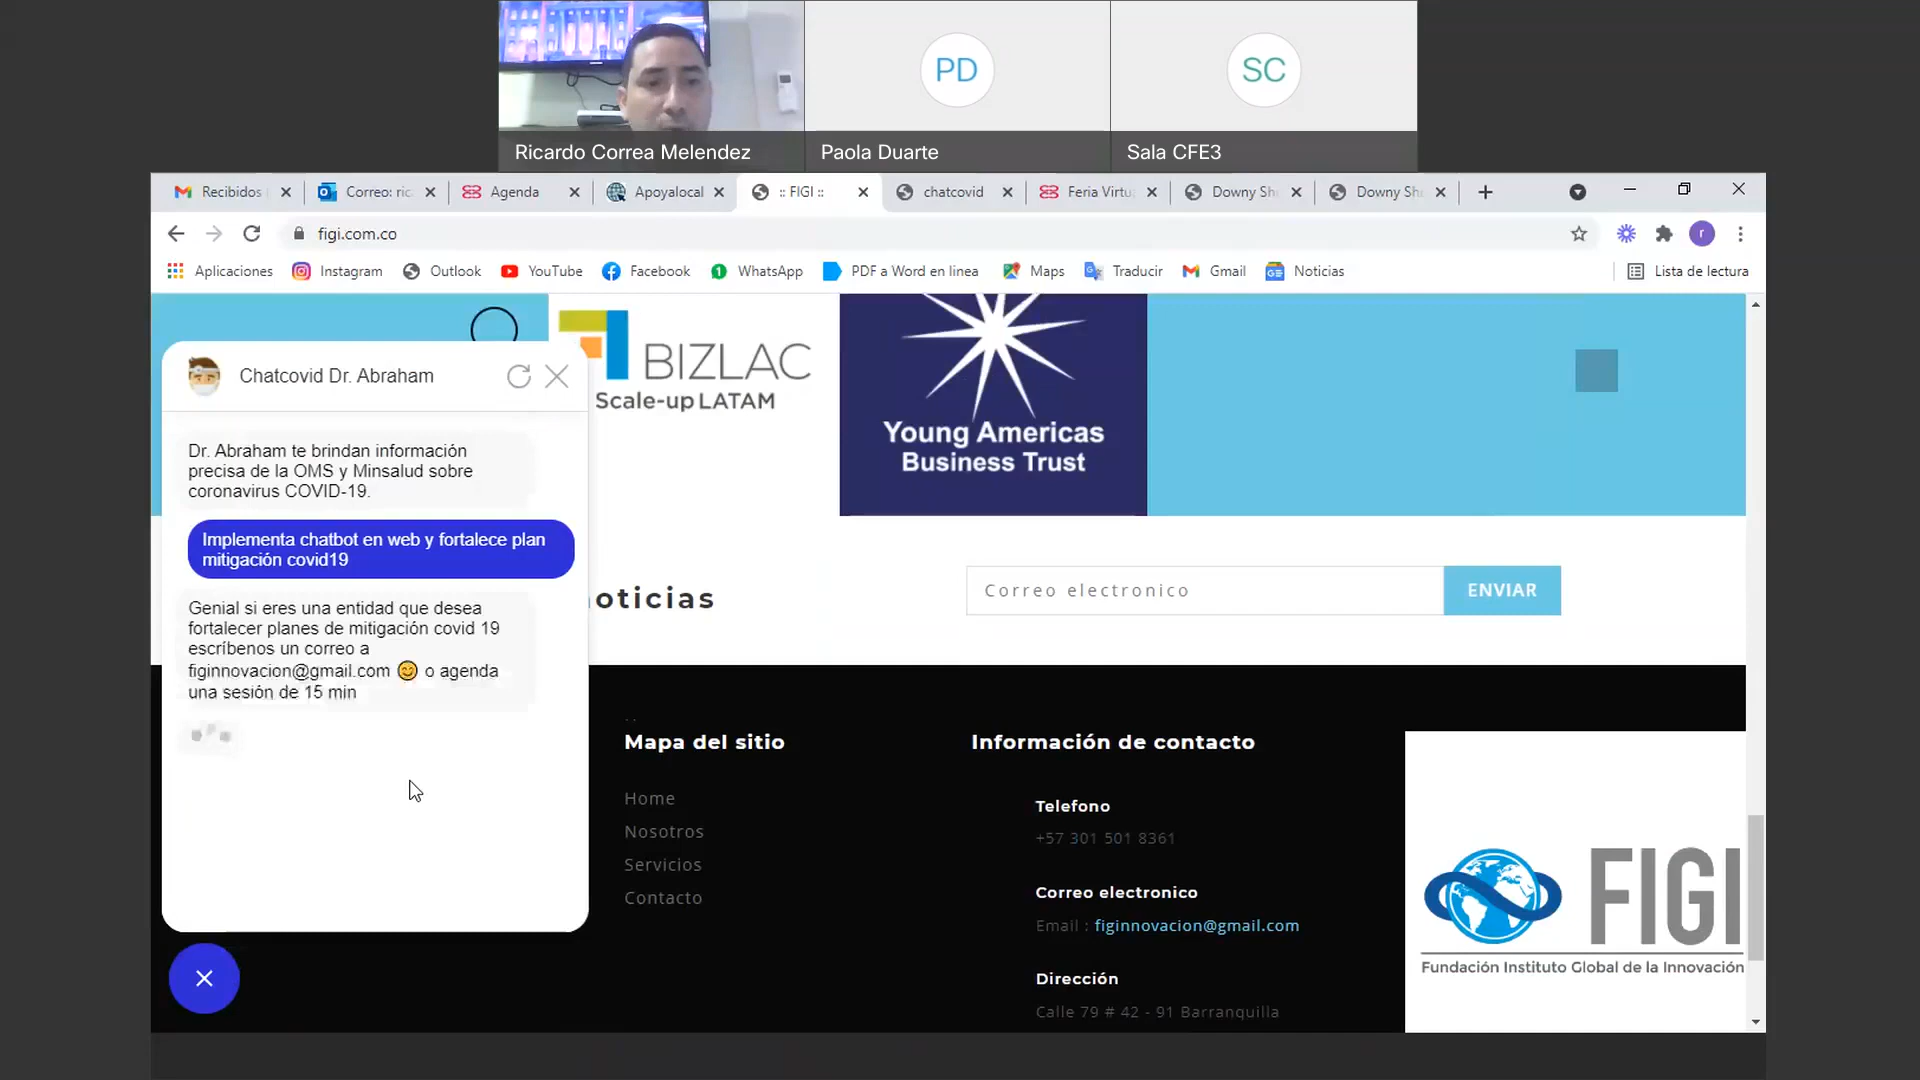 PD
SC
Ricardo Correa Melendez
Paola Duarte
Sala CFE3
Recibidos
Correo: ric
Agenda
Apoyalocal
:: FIGI ::
chatcovid
Feria Virtu
Downy Sh
Downy Sh
figi.com.co
r
Aplicaciones
Instagram
Outlook
YouTube
Facebook
WhatsApp
PDF a Word en linea
Maps
Traducir
Gmail
Noticias
Lista de lectura
BIZLAC
Scale-up LATAM
Young Americas
Business Trust
Chatcovid Dr. Abraham
Dr. Abraham te brindan información
precisa de la OMS y Minsalud sobre
coronavirus COVID-19.
Implementa chatbot en web y fortalece plan
mitigación covid19
Genial si eres una entidad que desea
fortalecer planes de mitigación covid 19
escríbenos un correo a
figinnovacion@gmail.com 😊 o agenda
una sesión de 15 min
oticias
Correo electronico
ENVIAR
..
Mapa del sitio
Home
Nosotros
Servicios
Contacto
Información de contacto
Telefono
+57 301 501 8361
Correo electronico
Email : figinnovacion@gmail.com
Dirección
Calle 79 # 42 - 91 Barranquilla
FIGI
Fundación Instituto Global de la Innovación